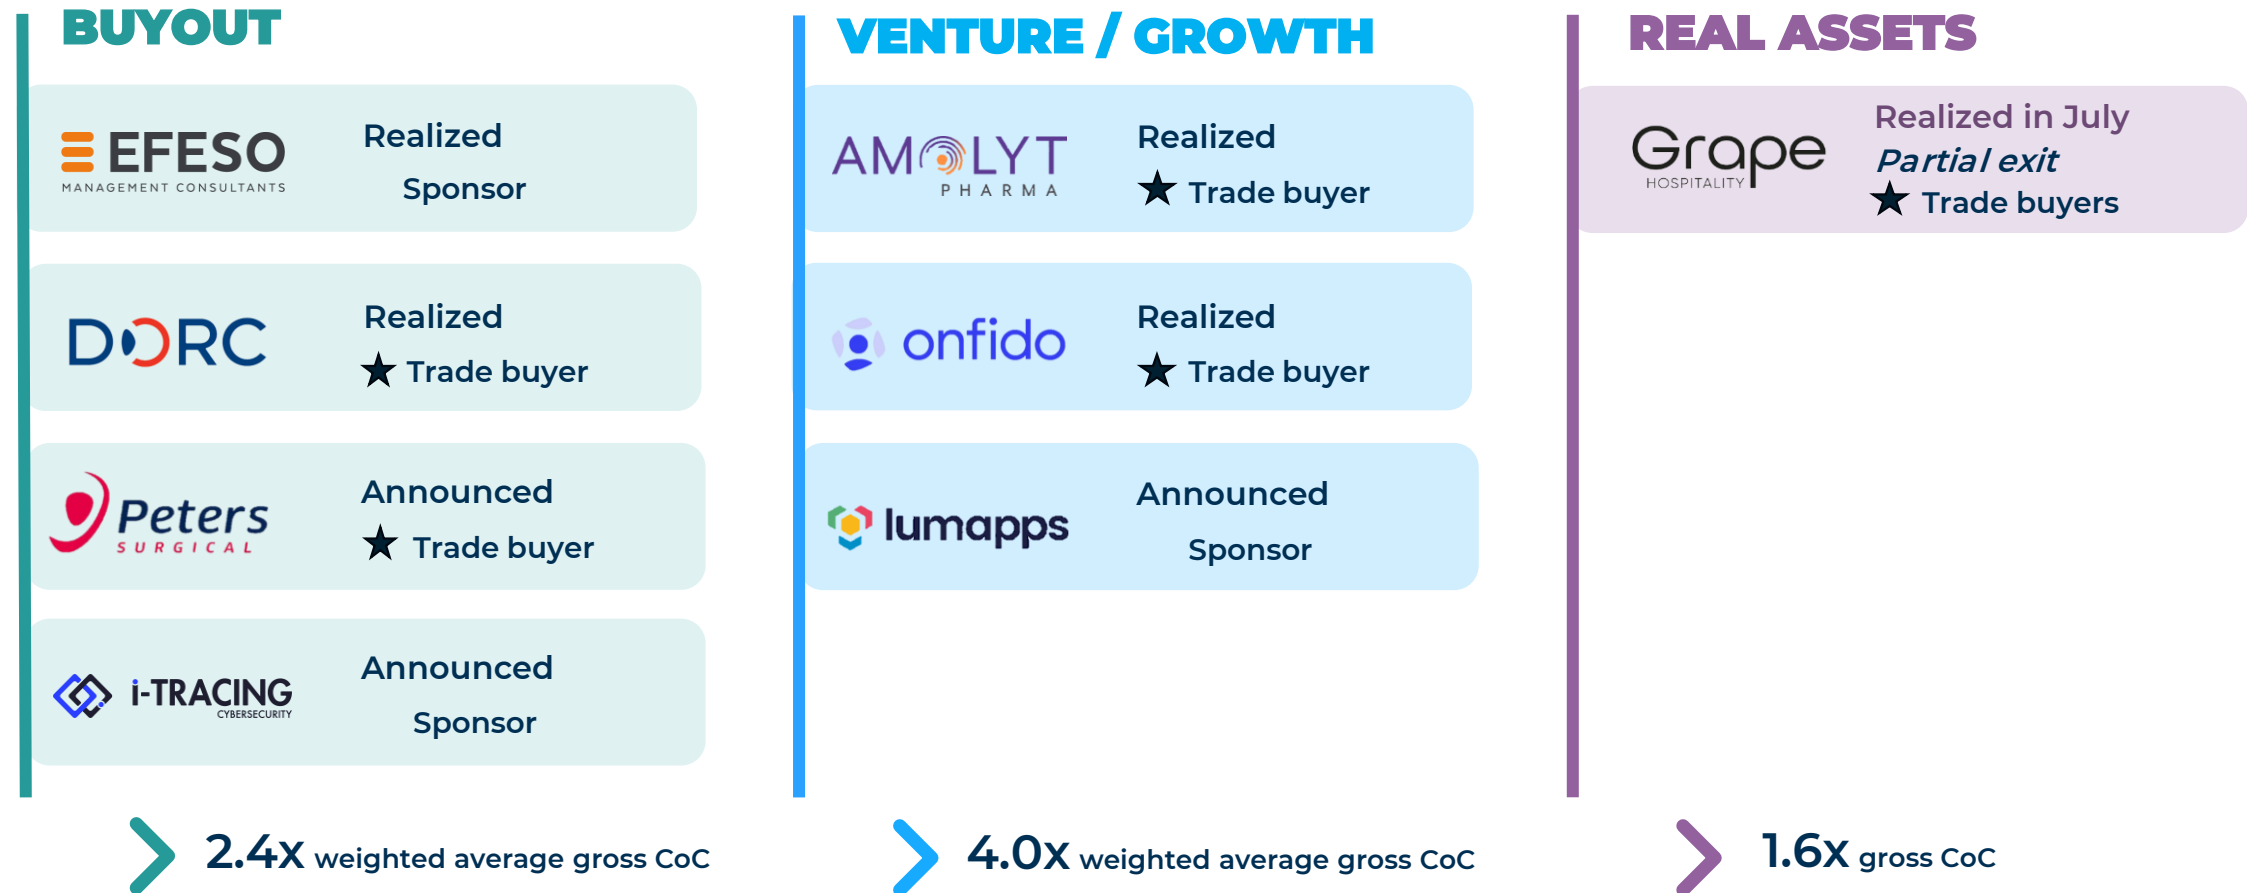 BUYOUT
EFESO
MANAGEMENT CONSULTANTS
Realized
Sponsor
DORC
Realized
Trade buyer
Peters
SURGICAL
Announced
Trade buyer
i-TRACING
CYBERSECURITY
Announced
Sponsor
2.4x weighted average gross CoC
VENTURE / GROWTH
AMOLYT
PHARMA
Realized
Trade buyer
onfido
Realized
Trade buyer
lumapps
Announced
Sponsor
4.0x weighted average gross CoC
REAL ASSETS
Grape
HOSPITALITY
Realized in July
Partial exit
Trade buyers
1.6x gross CoC